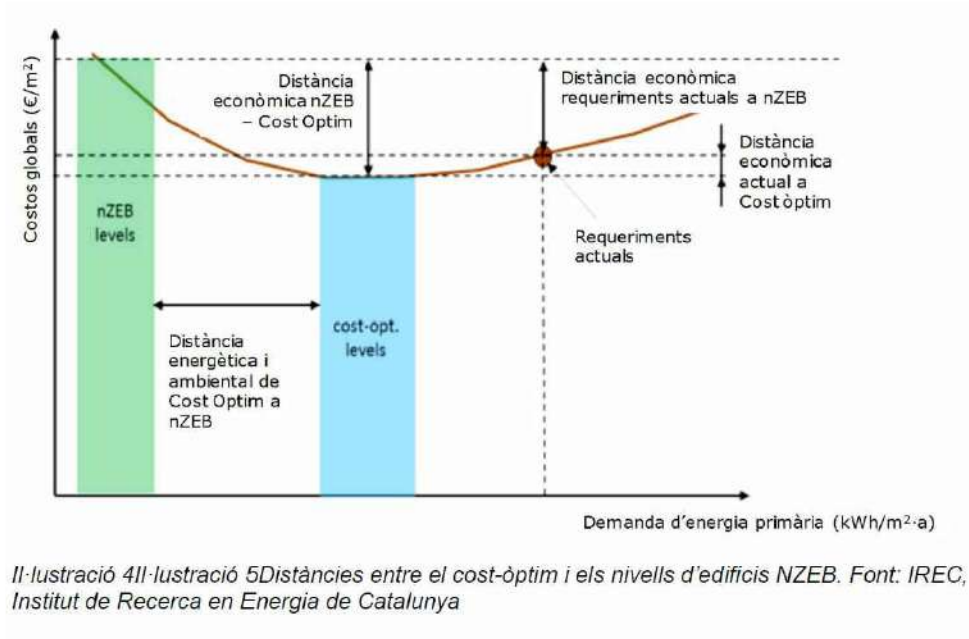 Costos globals (€/m²)
Distància
econòmica nZEB
– Cost Optim
Distància econòmica
requeriments actuals a nZEB
Distància
econòmica
actual a
Cost òptim
nZEB
levels
Requeriments
actuals
cost-opt.
levels
Distància
energètica i
ambiental de
Cost Optim a
nZEB
Demanda d'energia primària (kWh/m²·a)
Il·lustració 4Il·lustració 5Distàncies entre el cost-òptim i els nivells d'edificis NZEB. Font: IREC,
Institut de Recerca en Energia de Catalunya